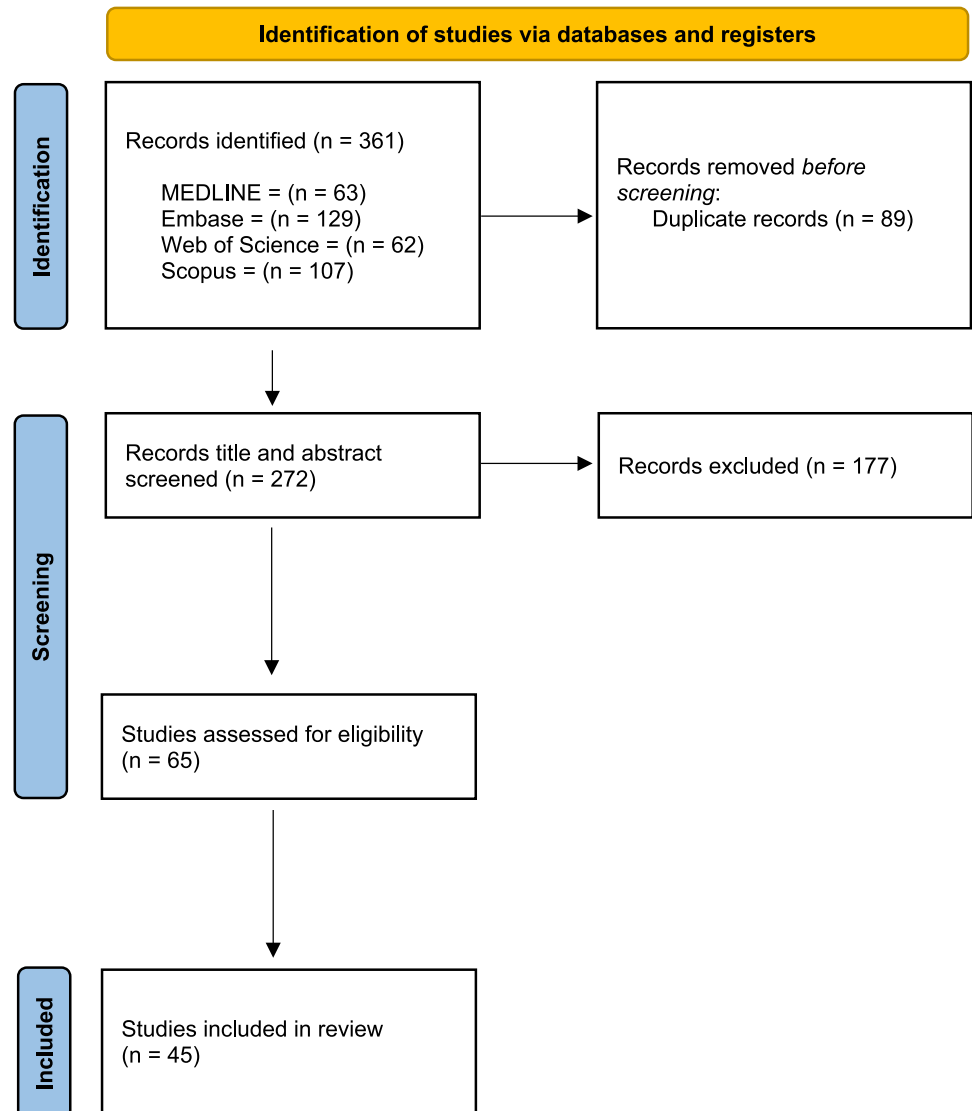 Identification of studies via databases and registers
Identification
Records identified (n = 361)
MEDLINE = (n = 63)
Embase = (n = 129)
Web of Science = (n = 62)
Scopus = (n = 107)
Records removed before
screening:
Duplicate records (n = 89)
Screening
Records title and abstract
screened (n = 272)
Records excluded (n = 177)
Studies assessed for eligibility
(n = 65)
Included
Studies included in review
(n = 45)